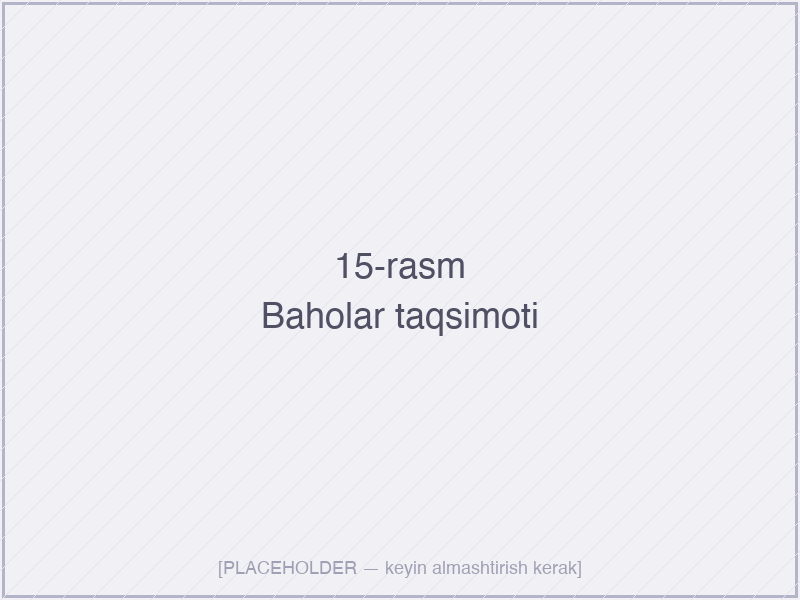 15-rasm
Baholar taqsimoti
[PLACEHOLDER — keyin almashtirish kerak]